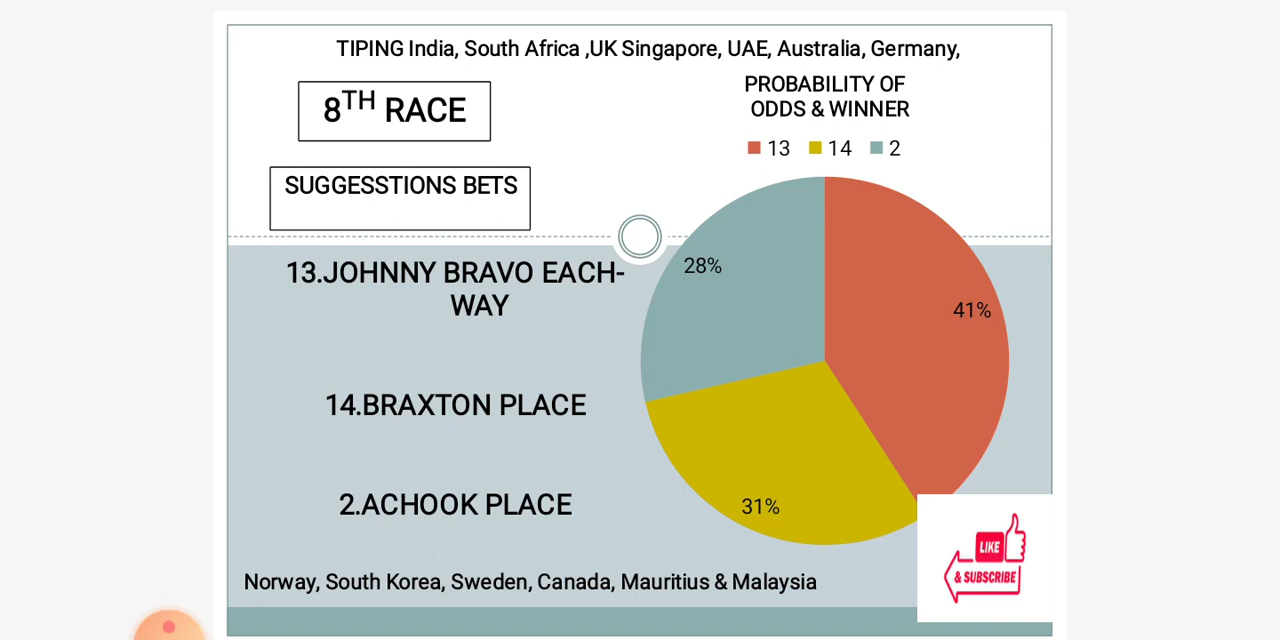 TIPING India, South Africa ,UK Singapore, UAE, Australia, Germany,
8TH RACE
SUGGESSTIONS BETS
13.JOHNNY BRAVO EACH-
WAY
14.BRAXTON PLACE
2.ACHOOK PLACE
PROBABILITY OF
ODDS & WINNER
13 14 2
28%
41%
31%
LIKE
& SUBSCRIBE
Norway, South Korea, Sweden, Canada, Mauritius & Malaysia